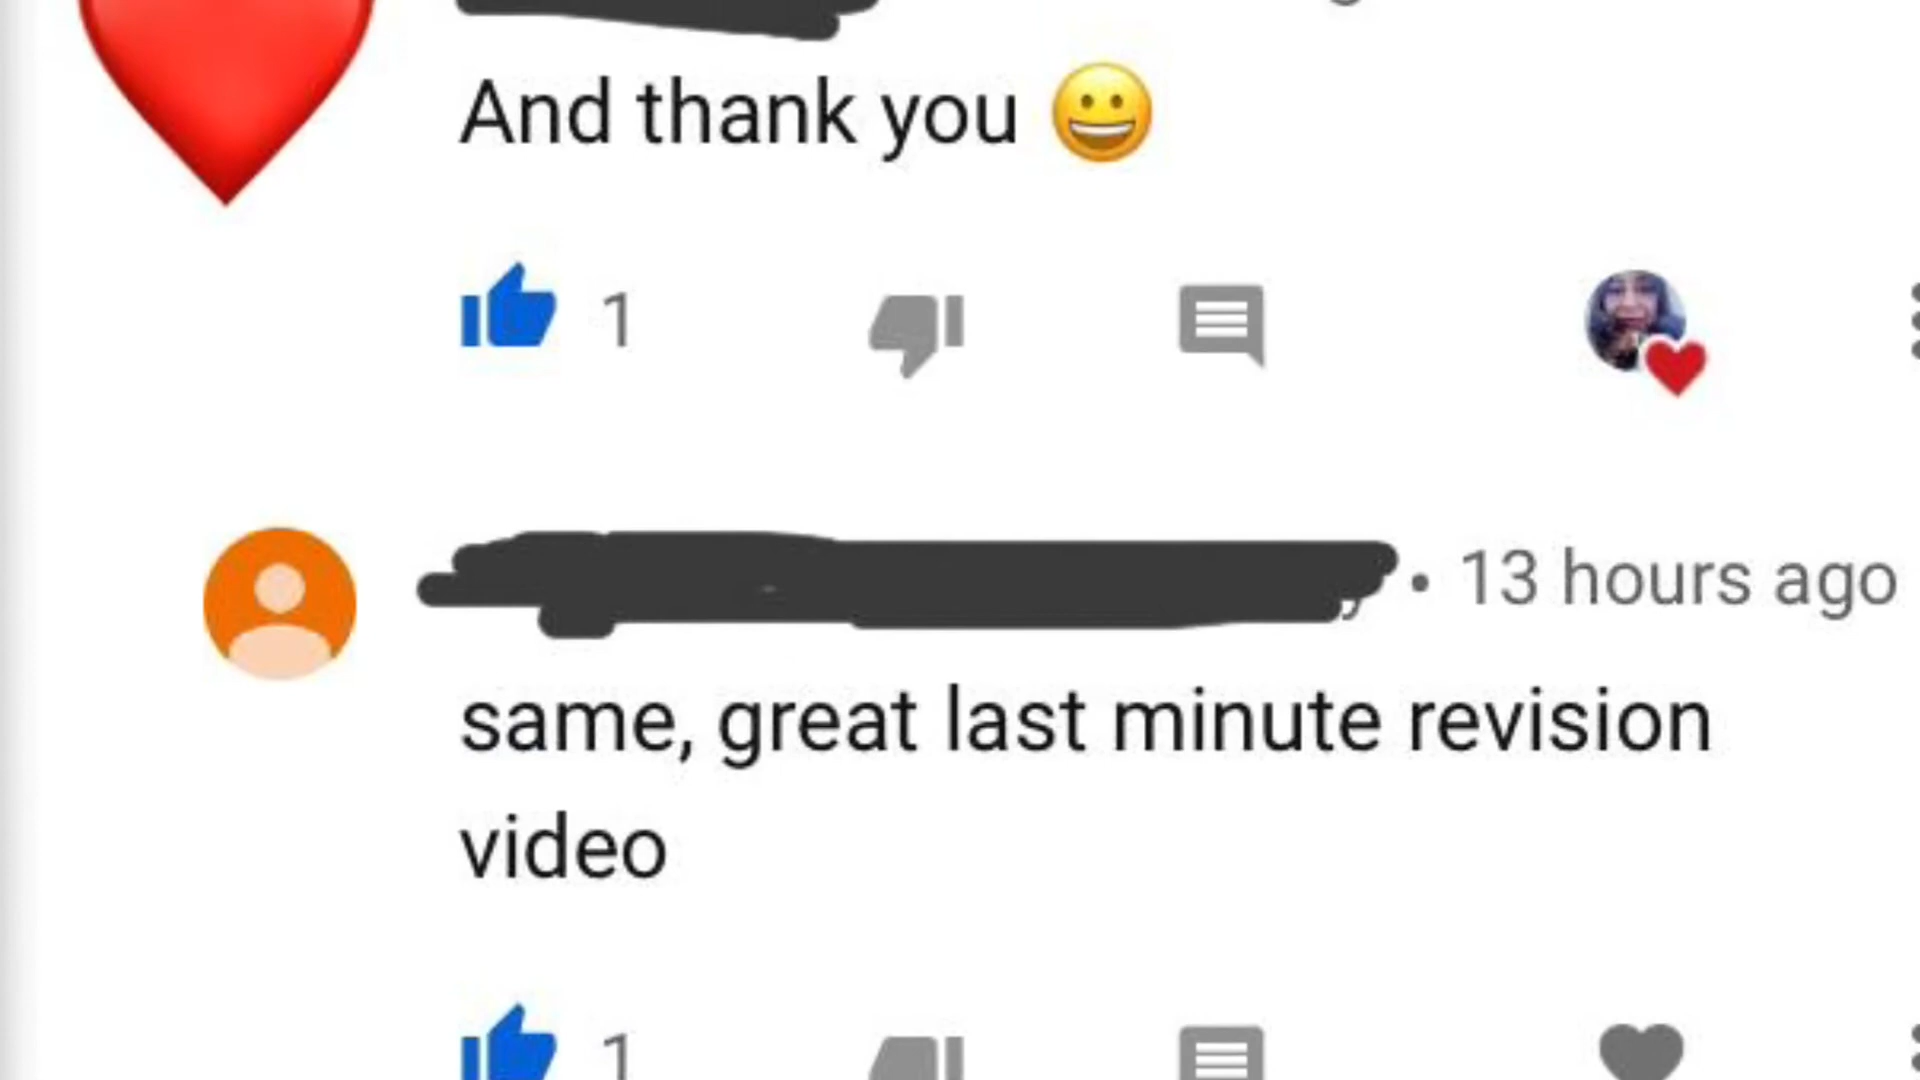 And thank you 😀
1
• 13 hours ago
same, great last minute revision
video
1